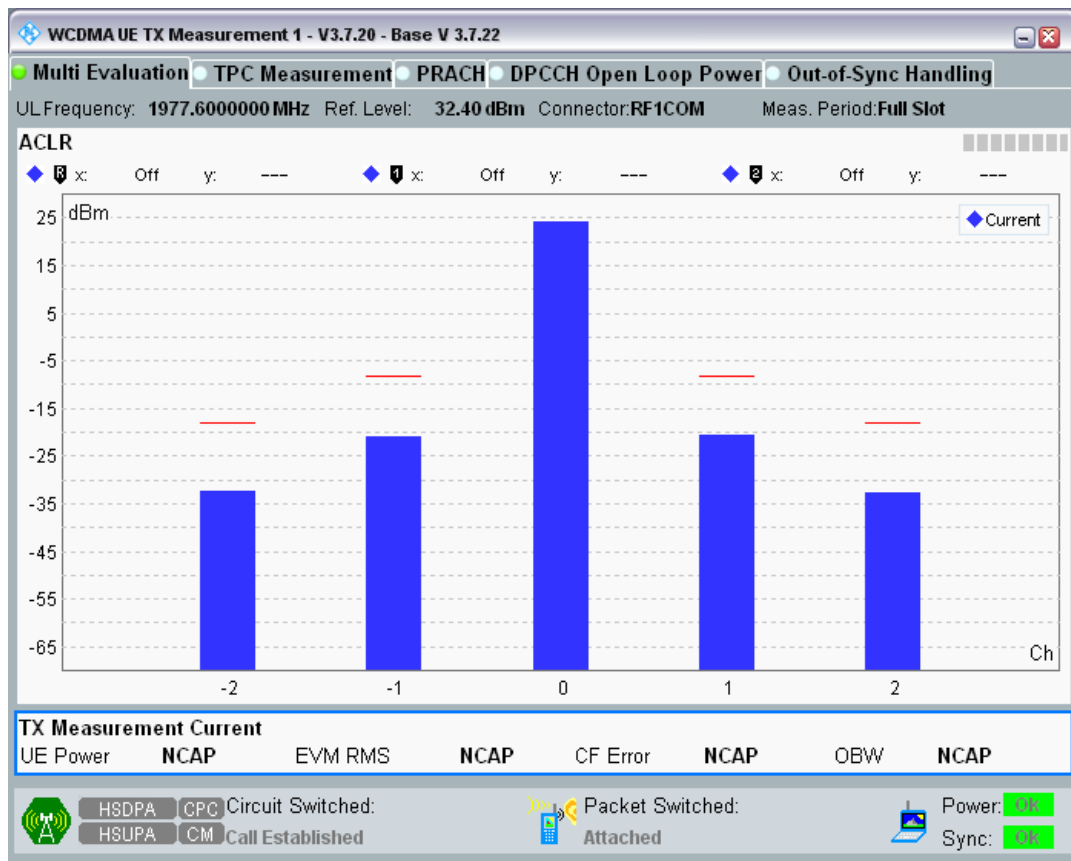 WCDMA UE TX Measurement 1 - V3.7.20 - Base V 3.7.22
Multi Evaluation TPC Measurement PRACH DPCCH Open Loop Power Out-of-Sync Handling
UL Frequency: 1977.6000000 MHz Ref. Level: 32.40 dBm Connector:RF1COM Meas. Period:Full Slot
ACLR
R x: Off y: --- 1 x: Off y: --- 2 x: Off y: ---
dBm
Current
25
15
5
-5
-15
-25
-35
-45
-55
-65
Ch
-2 -1 0 1 2
TX Measurement Current
UE Power NCAP EVM RMS NCAP CF Error NCAP OBW NCAP
HSDPA CPC Circuit Switched: Packet Switched: Power: OK
HSUPA CM Call Established Attached Sync: OK